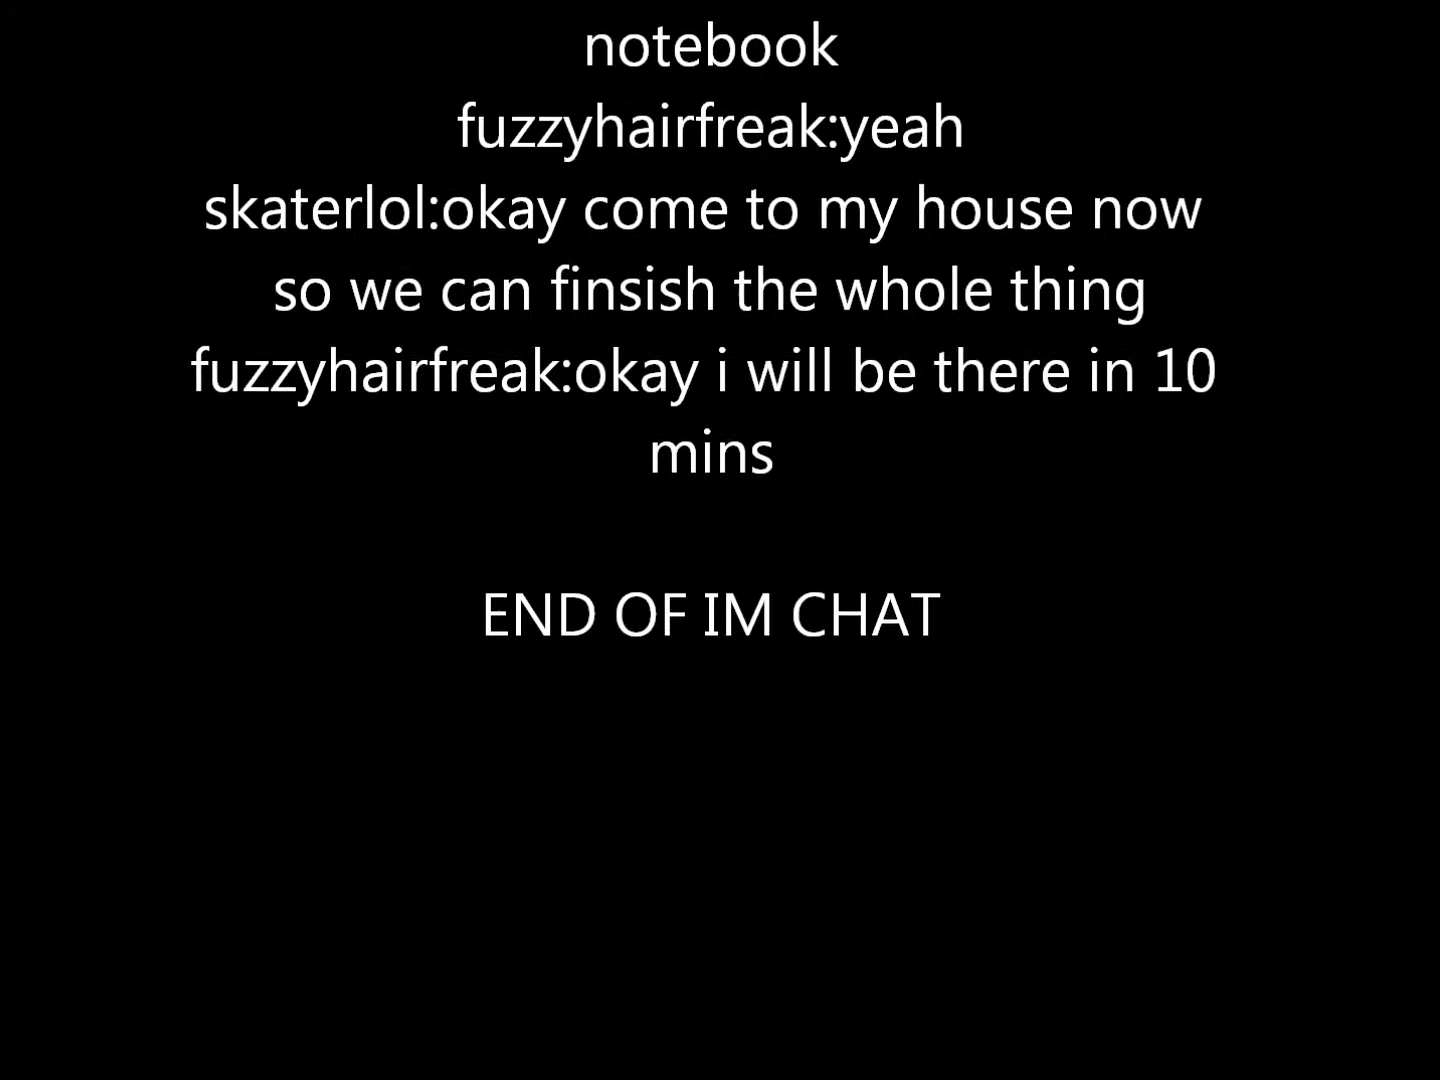 notebook
fuzzyhairfreak:yeah
skaterlol:okay come to my house now
so we can finsish the whole thing
fuzzyhairfreak:okay i will be there in 10
mins
END OF IM CHAT